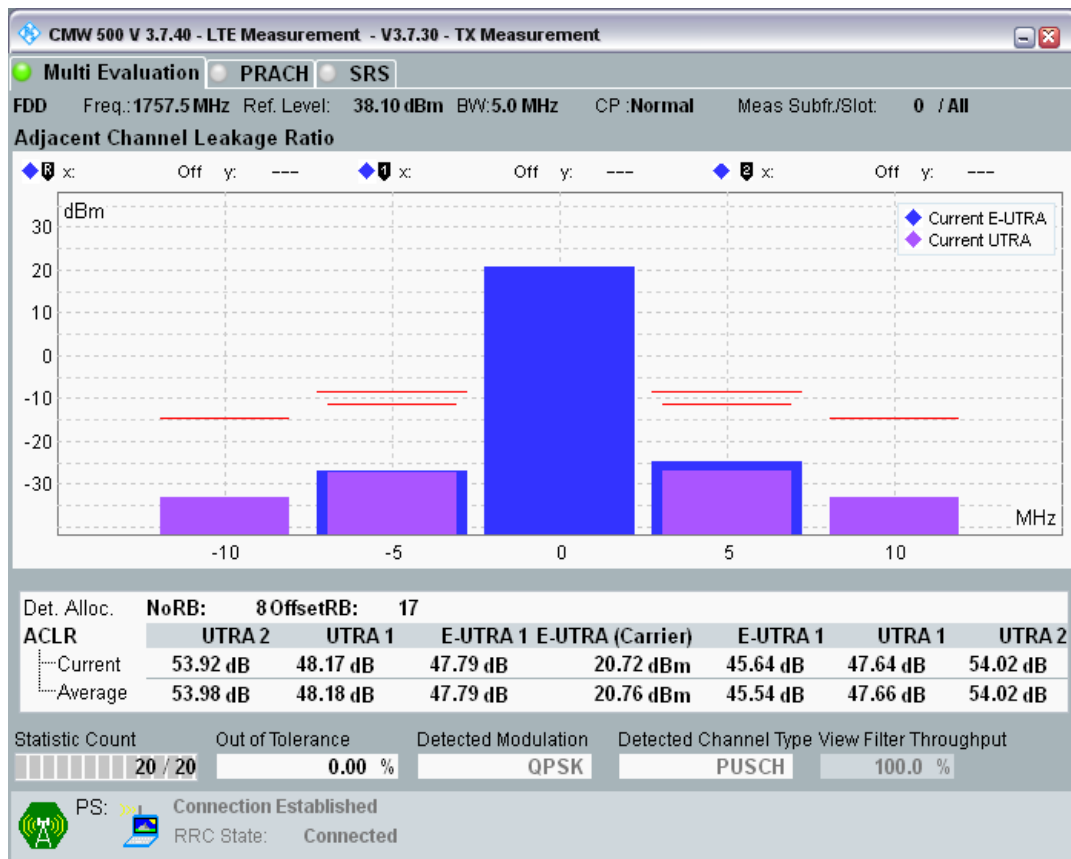 CMW 500 V 3.7.40 - LTE Measurement - V3.7.30 - TX Measurement
Multi Evaluation PRACH SRS
FDD Freq.:1757.5 MHz Ref. Level: 38.10 dBm BW:5.0 MHz CP :Normal Meas Subfr./Slot: 0 / All
Adjacent Channel Leakage Ratio
R x: Off y: --- 1 x: Off y: --- 2 x: Off y: ---
dBm
Current E-UTRA
Current UTRA
30
20
10
0
-10
-20
-30
MHz
-10 -5 0 5 10
Det. Alloc. NoRB: 8 OffsetRB: 17
ACLR UTRA 2 UTRA 1 E-UTRA 1 E-UTRA (Carrier) E-UTRA 1 UTRA 1 UTRA 2
Current 53.92 dB 48.17 dB 47.79 dB 20.72 dBm 45.64 dB 47.64 dB 54.02 dB
Average 53.98 dB 48.18 dB 47.79 dB 20.76 dBm 45.54 dB 47.66 dB 54.02 dB
Statistic Count Out of Tolerance Detected Modulation Detected Channel Type View Filter Throughput
20 / 20 0.00 % QPSK PUSCH 100.0 %
PS: Connection Established
RRC State: Connected